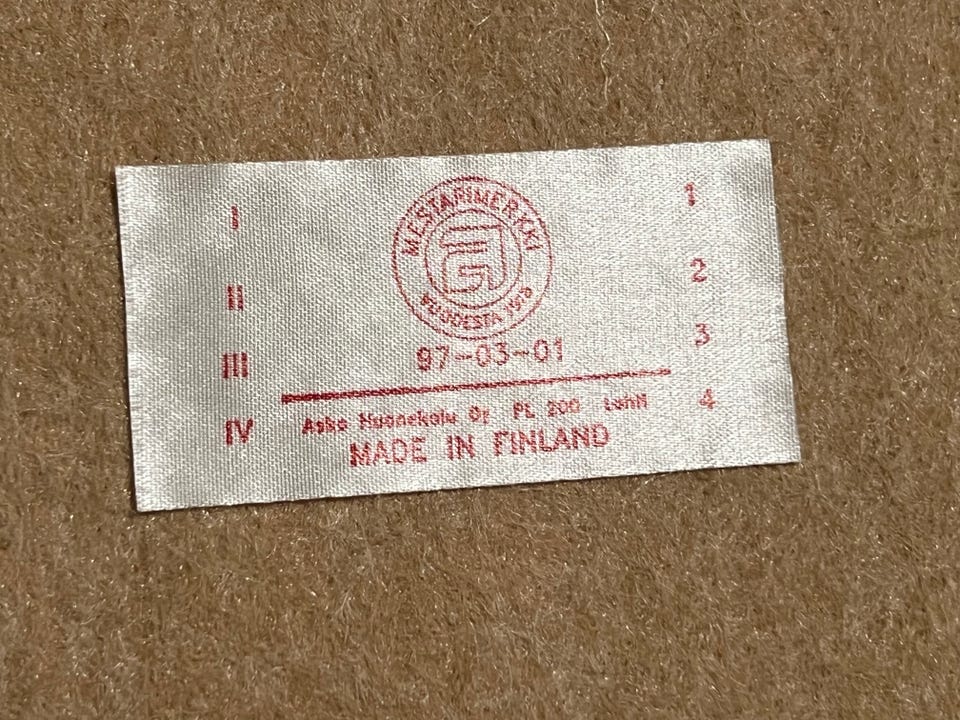 MESTARIMERKKI
VUODESTA 1918
97-03-01
Asko Huonekalu Oy PL 200 Lahti
MADE IN FINLAND
I
II
III
IV
1
2
3
4